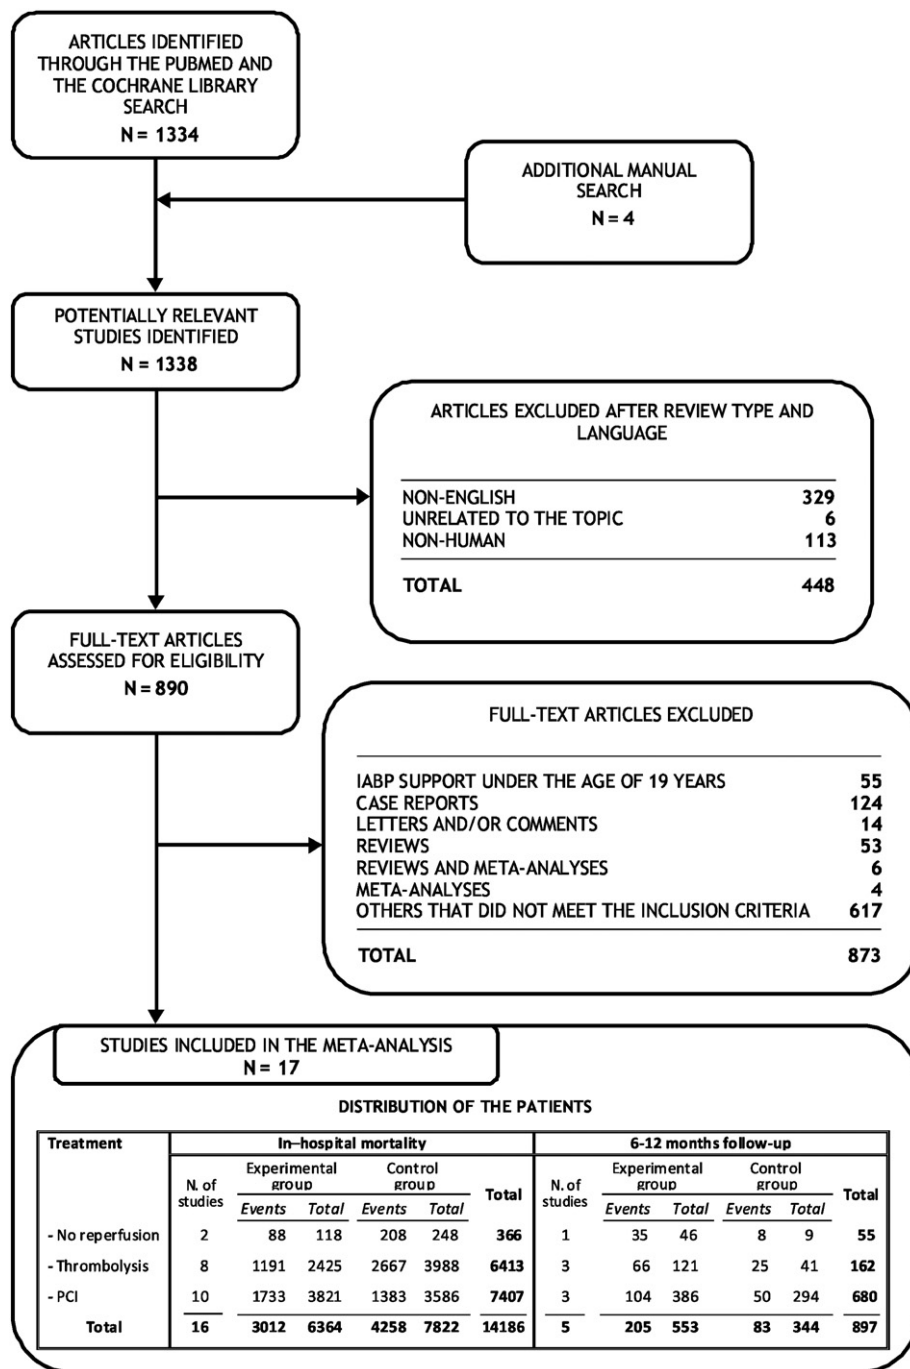 ARTICLES IDENTIFIED
THROUGH THE PUBMED AND
THE COCHRANE LIBRARY
SEARCH
N = 1334
ADDITIONAL MANUAL
SEARCH
N = 4
POTENTIALLY RELEVANT
STUDIES IDENTIFIED
N = 1338
ARTICLES EXCLUDED AFTER REVIEW TYPE AND
LANGUAGE
NON-ENGLISH 329
UNRELATED TO THE TOPIC 6
NON-HUMAN 113
TOTAL 448
FULL-TEXT ARTICLES
ASSESSED FOR ELIGIBILITY
N = 890
FULL-TEXT ARTICLES EXCLUDED
IABP SUPPORT UNDER THE AGE OF 19 YEARS 55
CASE REPORTS 124
LETTERS AND/OR COMMENTS 14
REVIEWS 53
REVIEWS AND META-ANALYSES 6
META-ANALYSES 4
OTHERS THAT DID NOT MEET THE INCLUSION CRITERIA 617
TOTAL 873
STUDIES INCLUDED IN THE META-ANALYSIS
N = 17
DISTRIBUTION OF THE PATIENTS
Treatment In–hospital mortality 6-12 months follow-up
N. of studies Experimental group Control group Total N. of studies Experimental group Control group Total
Events Total Events Total Events Total Events Total
- No reperfusion 2 88 118 208 248 366 1 35 46 8 9 55
- Thrombolysis 8 1191 2425 2667 3988 6413 3 66 121 25 41 162
- PCI 10 1733 3821 1383 3586 7407 3 104 386 50 294 680
Total 16 3012 6364 4258 7822 14186 5 205 553 83 344 897